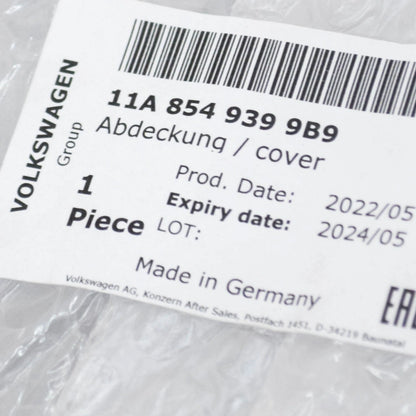 VOLKSWAGEN
Group
11A 854 939 9B9
Abdeckung / cover
1
Piece
Prod. Date: 2022/05
Expiry date: 2024/05
LOT:
Made in Germany
Volkswagen AG, Konzern After Sales, Postfach 1451, D-34219 Baunatal